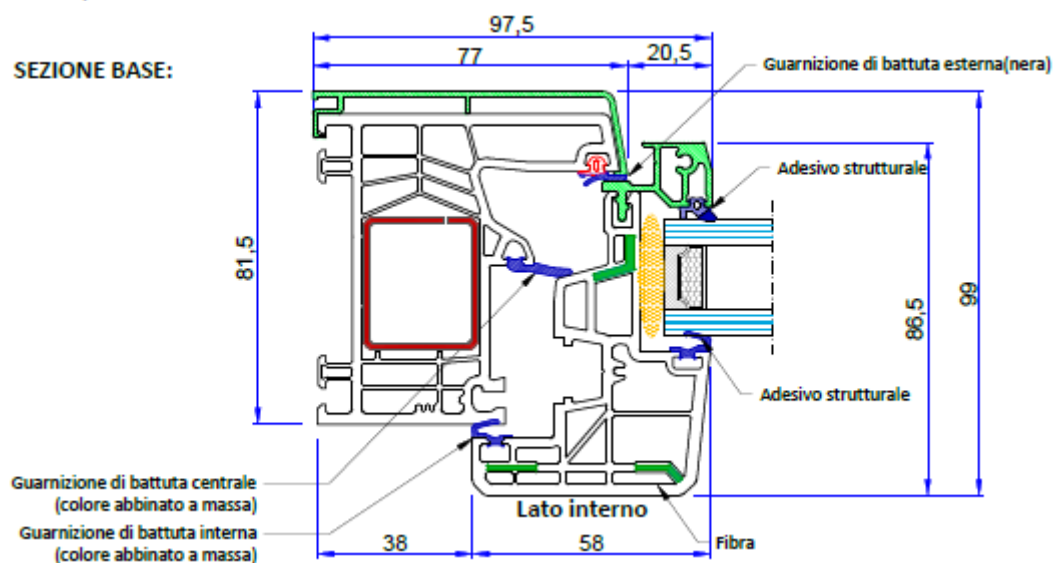 97,5
SEZIONE BASE:
77
20,5
Guarnizione di battuta esterna(nera)
Adesivo strutturale
81,5
86,5
99
Adesivo strutturale
Guarnizione di battuta centrale
(colore abbinato a massa)
Lato interno
Guarnizione di battuta interna
(colore abbinato a massa)
38
58
Fibra